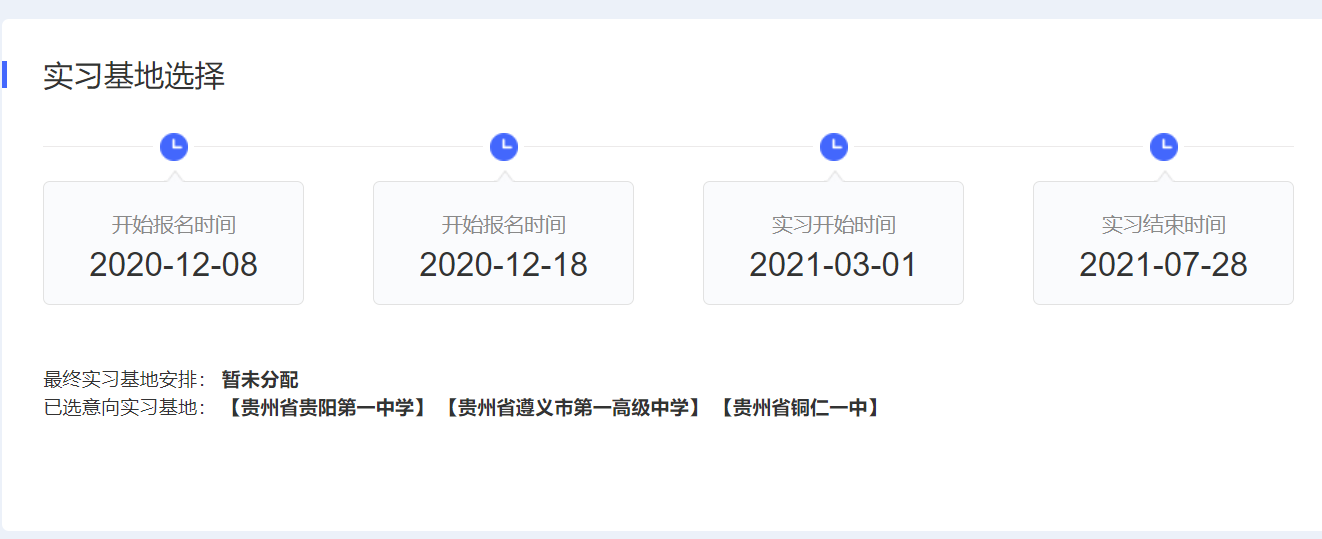 实习基地选择
开始报名时间
2020-12-08
开始报名时间
2020-12-18
实习开始时间
2021-03-01
实习结束时间
2021-07-28
最终实习基地安排： 暂未分配
已选意向实习基地： 【贵州省贵阳第一中学】 【贵州省遵义市第一高级中学】 【贵州省铜仁一中】